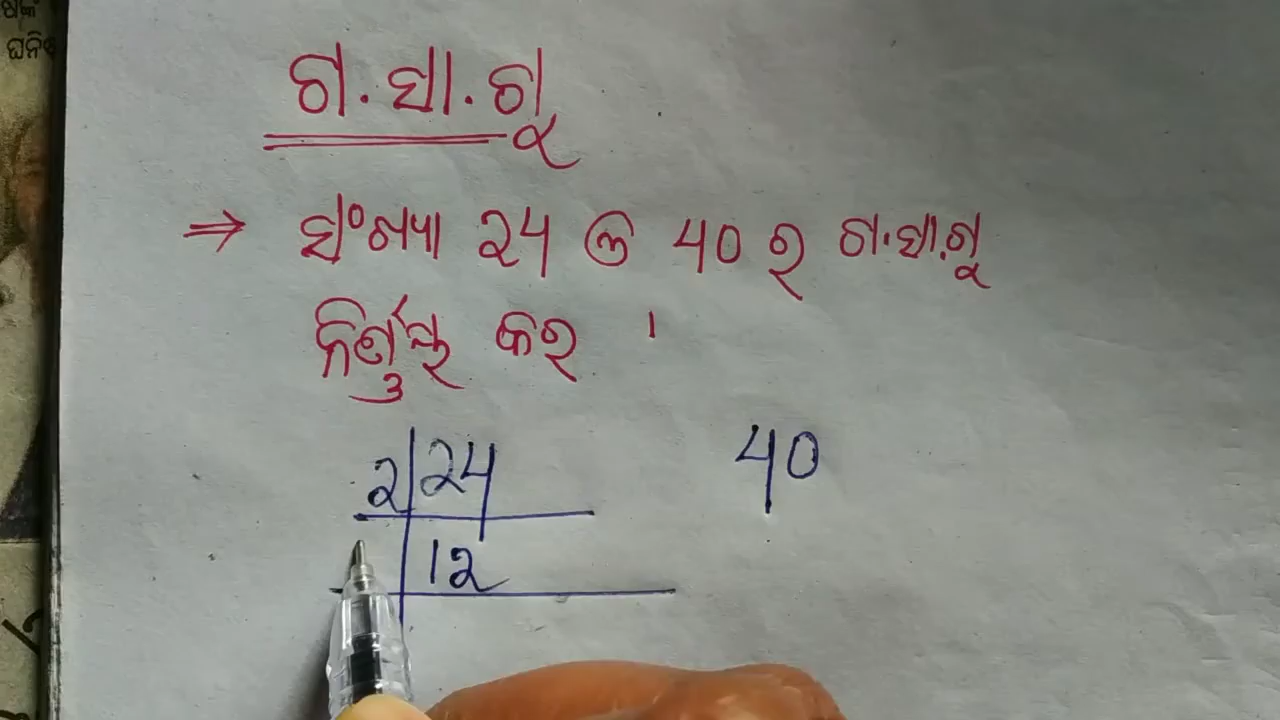 ଗ.ସା.ଗୁ
⇒ ସଂଖ୍ୟା 24 ଓ 40 ର ଗ.ସା.ଗୁ
ନିର୍ଣ୍ଣୟ କର ।
2 24 40
12